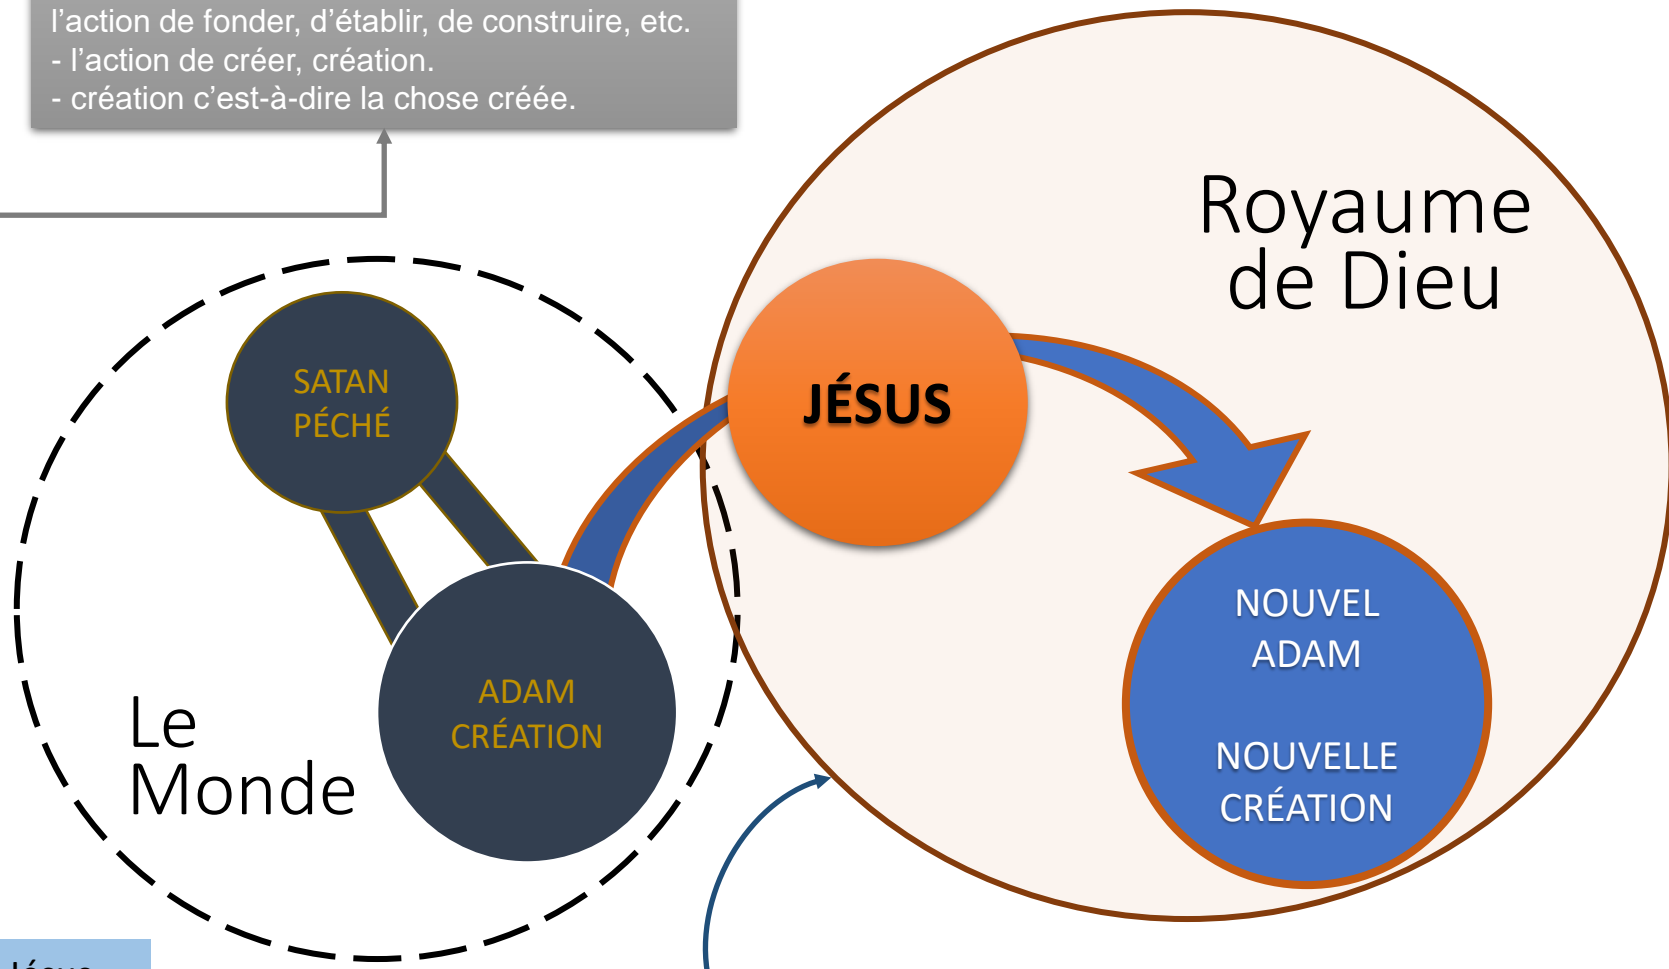 l’action de fonder, d’établir, de construire, etc.
- l’action de créer, création.
- création c’est-à-dire la chose créée.
Royaume
de Dieu
SATAN
PÉCHÉ
JÉSUS
NOUVEL
ADAM
ADAM
CRÉATION
Le
Monde
NOUVELLE
CRÉATION
Jésus